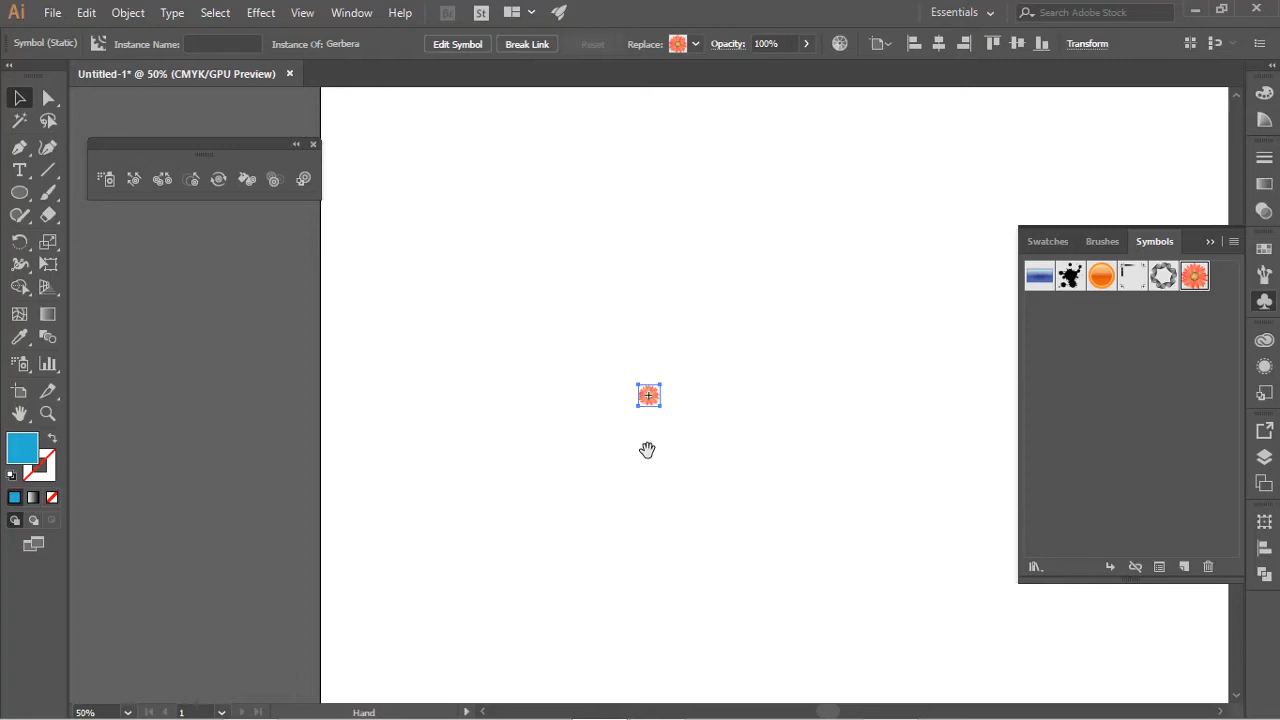 Ai File Edit Object Type Select Effect View Window Help Br St Essentials Search Adobe Stock
Symbol (Static) Instance Name: Instance Of: Gerbera Edit Symbol Break Link Reset Replace: Opacity: 100% Transform
Untitled-1* @ 50% (CMYK/GPU Preview)
Swatches Brushes Symbols
T
50% 1 Hand